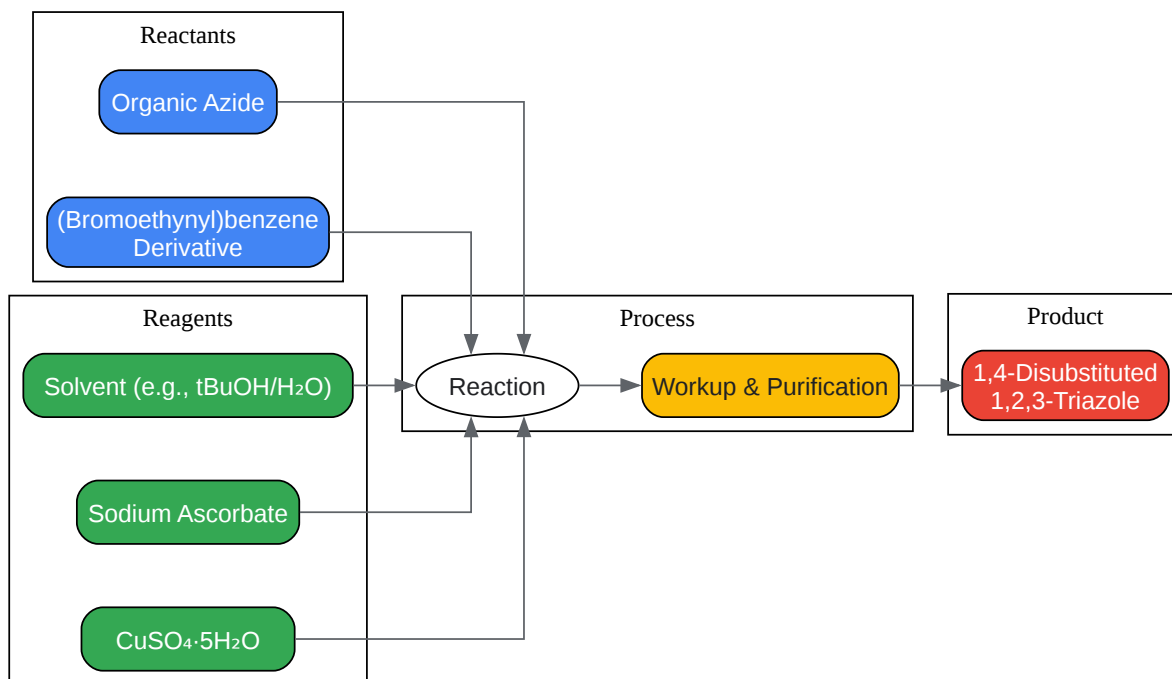 Reactants
Organic Azide
(Bromoethynyl)benzene
Derivative
Reagents
Solvent (e.g., tBuOH/H₂O)
Sodium Ascorbate
CuSO₄·5H₂O
Process
Reaction
Workup & Purification
Product
1,4-Disubstituted
1,2,3-Triazole